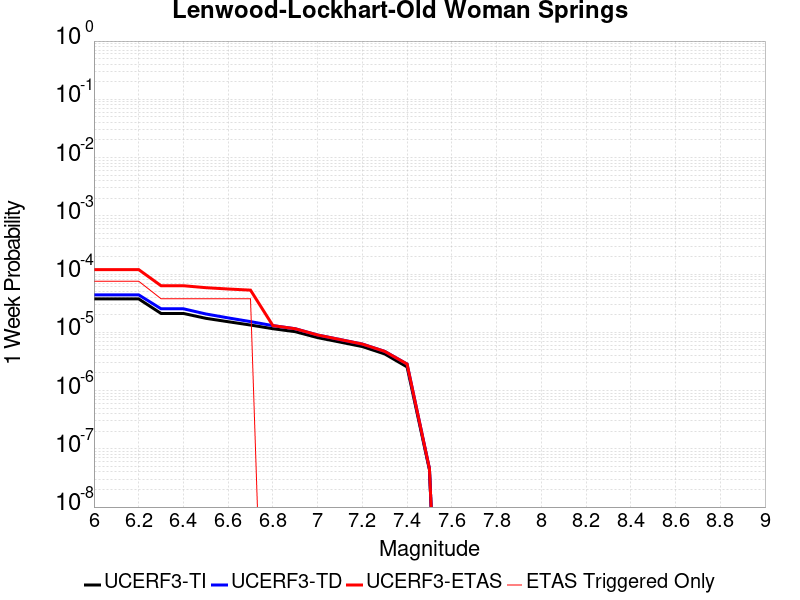 Lenwood-Lockhart-Old Woman Springs
10^0
10^-1
10^-2
10^-3
10^-4
10^-5
10^-6
10^-7
10^-8
1 Week Probability
6 6.2 6.4 6.6 6.8 7 7.2 7.4 7.6 7.8 8 8.2 8.4 8.6 8.8 9
Magnitude
UCERF3-TI UCERF3-TD UCERF3-ETAS ETAS Triggered Only